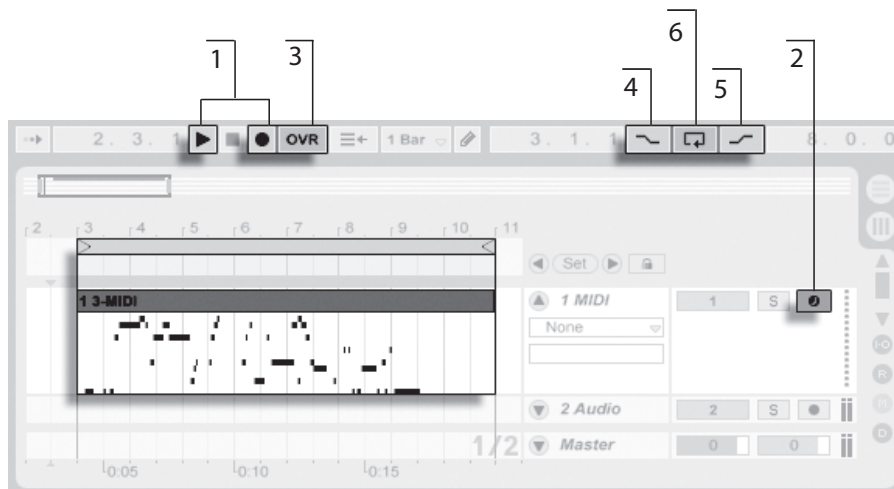 6
1 3 2
4 5
2. 3. 1 OVR 1 Bar 3. 1. 1 8. 0. 0
2 3 4 5 6 7 8 9 10 11
Set
1 3-MIDI 1 MIDI 1 S
None
I-O
R
2 Audio 2 S M
1/2 Master 0 0 D
0:05 0:10 0:15